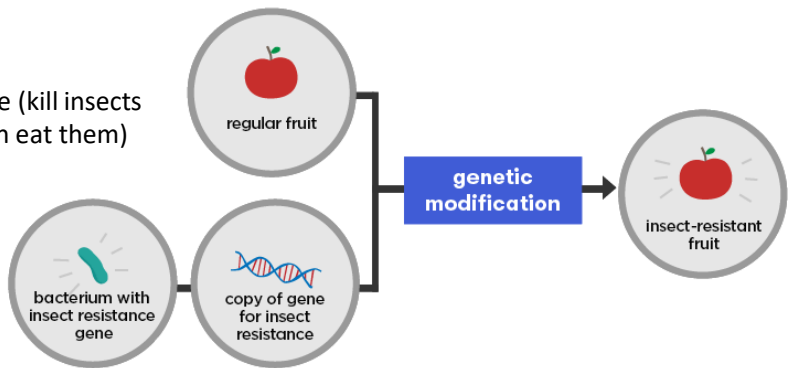 e (kill insects
n eat them)
regular fruit
genetic
modification
insect-resistant
fruit
bacterium with
insect resistance
gene
copy of gene
for insect
resistance